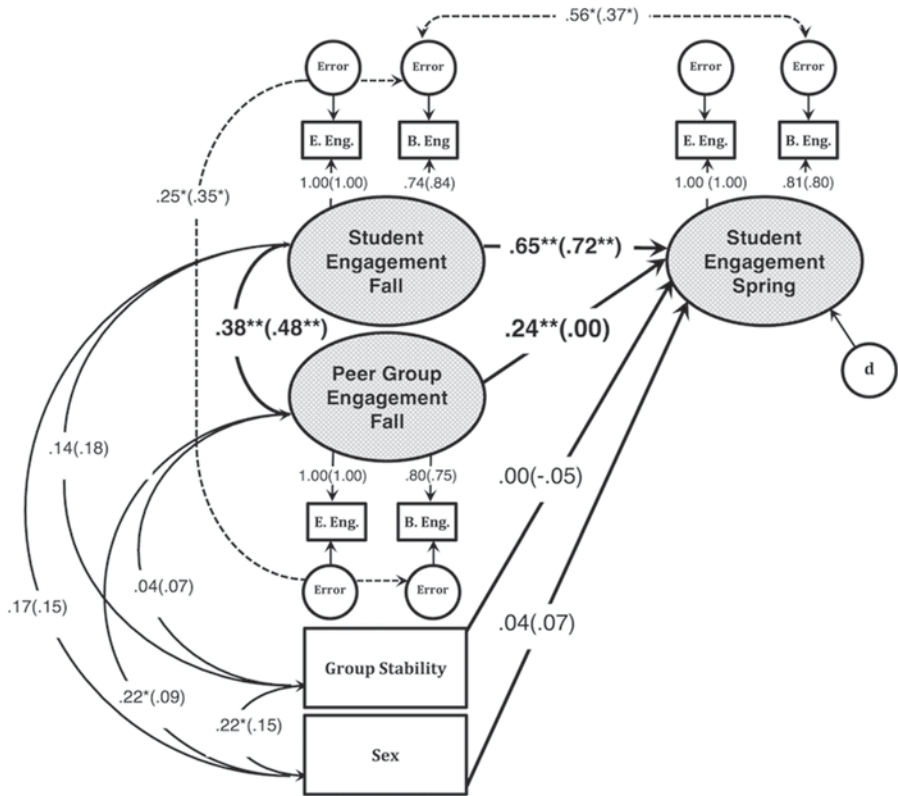 .56*(.37*)
Error
Error
Error
Error
E. Eng.
B. Eng
E. Eng.
B. Eng.
1.00(1.00)
.74(.84)
1.00 (1.00)
.81(.80)
.25*(.35*)
Student
Engagement
Fall
.65**(.72**)
Student
Engagement
Spring
.38**(.48**)
.24**(.00)
Peer Group
Engagement
Fall
d
.14(.18)
1.00(1.00)
.80(.75)
.00(-.05)
E. Eng.
B. Eng.
.04(.07)
Error
Error
.17(.15)
.04(.07)
Group Stability
.22*(.09)
.22*(.15)
Sex